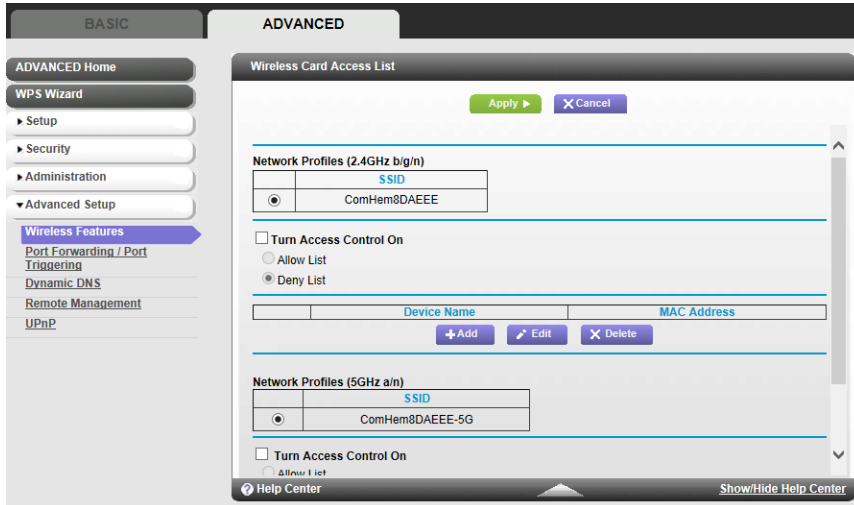 BASIC
ADVANCED
ADVANCED Home
WPS Wizard
Setup
Security
Administration
Advanced Setup
Wireless Features
Port Forwarding / Port
Triggering
Dynamic DNS
Remote Management
UPnP
Wireless Card Access List
Apply
X Cancel
Network Profiles (2.4GHz b/g/n)
SSID
ComHem8DAEEE
Turn Access Control On
Allow List
Deny List
Device Name MAC Address
+Add Edit X Delete
Network Profiles (5GHz a/n)
SSID
ComHem8DAEEE-5G
Turn Access Control On
Allow List
? Help Center
Show/Hide Help Center